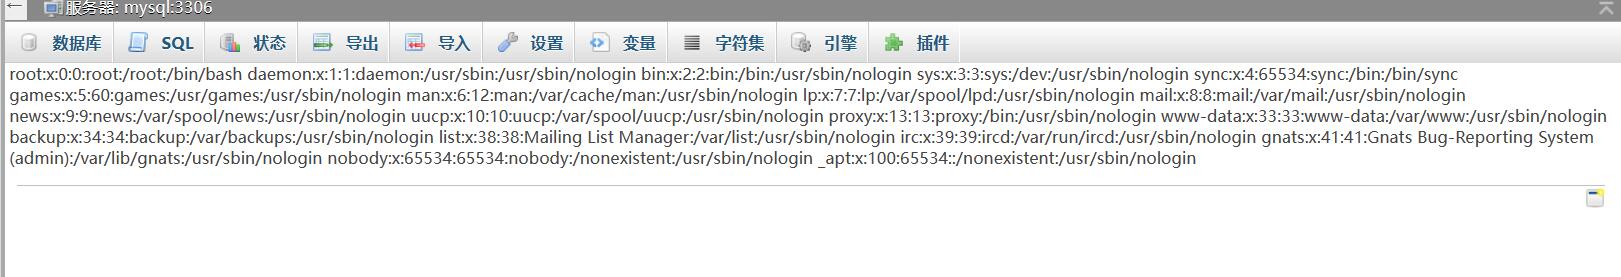 服务器: mysql:3306
数据库 SQL 状态 导出 导入 设置 变量 字符集 引擎 插件
root:x:0:0:root:/root:/bin/bash daemon:x:1:1:daemon:/usr/sbin:/usr/sbin/nologin bin:x:2:2:bin:/bin:/usr/sbin/nologin sys:x:3:3:sys:/dev:/usr/sbin/nologin sync:x:4:65534:sync:/bin:/bin/sync
games:x:5:60:games:/usr/games:/usr/sbin/nologin man:x:6:12:man:/var/cache/man:/usr/sbin/nologin lp:x:7:7:lp:/var/spool/lpd:/usr/sbin/nologin mail:x:8:8:mail:/var/mail:/usr/sbin/nologin
news:x:9:9:news:/var/spool/news:/usr/sbin/nologin uucp:x:10:10:uucp:/var/spool/uucp:/usr/sbin/nologin proxy:x:13:13:proxy:/bin:/usr/sbin/nologin www-data:x:33:33:www-data:/var/www:/usr/sbin/nologin
backup:x:34:34:backup:/var/backups:/usr/sbin/nologin list:x:38:38:Mailing List Manager:/var/list:/usr/sbin/nologin irc:x:39:39:ircd:/var/run/ircd:/usr/sbin/nologin gnats:x:41:41:Gnats Bug-Reporting System
(admin):/var/lib/gnats:/usr/sbin/nologin nobody:x:65534:65534:nobody:/nonexistent:/usr/sbin/nologin _apt:x:100:65534::/nonexistent:/usr/sbin/nologin